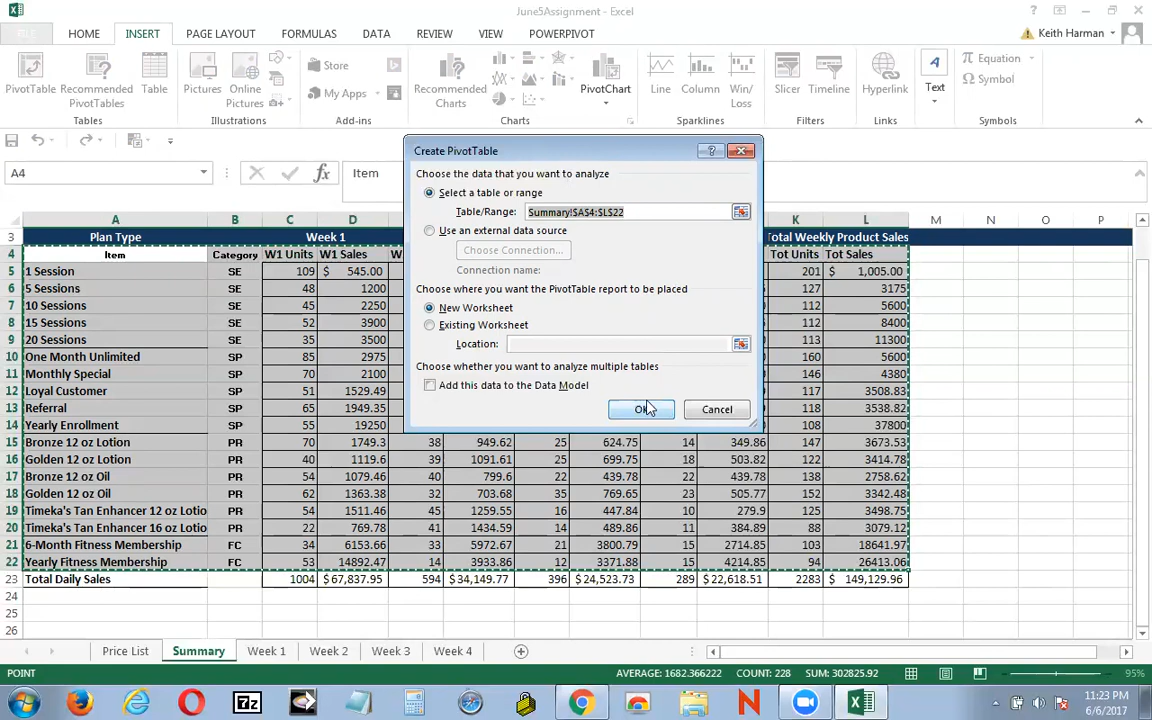 June5Assignment - Excel
FILE HOME INSERT PAGE LAYOUT FORMULAS DATA REVIEW VIEW POWERPIVOT
Keith Harman
PivotTable Recommended PivotTables Table
Pictures Online Pictures
Store
My Apps
Recommended Charts
PivotChart
Line Column Win/Loss
Slicer Timeline
Hyperlink
Text
Equation
Symbol
Tables Illustrations Add-ins Charts Sparklines Filters Links Symbols
A4 fx Item
Create PivotTable
Choose the data that you want to analyze
Select a table or range
Table/Range: Summary!$A$4:$L$22
Use an external data source
Choose Connection...
Connection name:
Choose where you want the PivotTable report to be placed
New Worksheet
Existing Worksheet
Location:
Choose whether you want to analyze multiple tables
Add this data to the Data Model
Cancel
A B C D K L M N O P
3 Plan Type Week 1 Total Weekly Product Sales
4 Item Category W1 Units W1 Sales W Tot Units Tot Sales
5 1 Session SE 109 $ 545.00 201 $ 1,005.00
6 5 Sessions SE 48 1200 127 3175
7 10 Sessions SE 45 2250 112 5600
8 15 Sessions SE 52 3900 112 8400
9 20 Sessions SE 35 3500 113 11300
10 One Month Unlimited SP 85 2975 160 5600
11 Monthly Special SP 70 2100 146 4380
12 Loyal Customer SP 51 1529.49 117 3508.83
13 Referral SP 65 1949.35 118 3538.82
14 Yearly Enrollment SP 55 19250 108 37800
15 Bronze 12 oz Lotion PR 70 1749.3 38 949.62 25 624.75 14 349.86 147 3673.53
16 Golden 12 oz Lotion PR 40 1119.6 39 1091.61 25 699.75 18 503.82 122 3414.78
17 Bronze 12 oz Oil PR 54 1079.46 40 799.6 22 439.78 22 439.78 138 2758.62
18 Golden 12 oz Oil PR 62 1363.38 32 703.68 35 769.65 23 505.77 152 3342.48
19 Timeka's Tan Enhancer 12 oz Lotio PR 54 1511.46 45 1259.55 16 447.84 10 279.9 125 3498.75
20 Timeka's Tan Enhancer 16 oz Lotio PR 22 769.78 41 1434.59 14 489.86 11 384.89 88 3079.12
21 6-Month Fitness Membership FC 34 6153.66 33 5972.67 21 3800.79 15 2714.85 103 18641.97
22 Yearly Fitness Membership FC 53 14892.47 14 3933.86 12 3371.88 15 4214.85 94 26413.06
23 Total Daily Sales 1004 $67,837.95 594 $34,149.77 396 $24,523.73 289 $22,618.51 2283 $ 149,129.96
24
25
26
Price List Summary Week 1 Week 2 Week 3 Week 4
POINT AVERAGE: 1682.366222 COUNT: 228 SUM: 302825.92 95%
7z
N
11:23 PM
6/6/2017